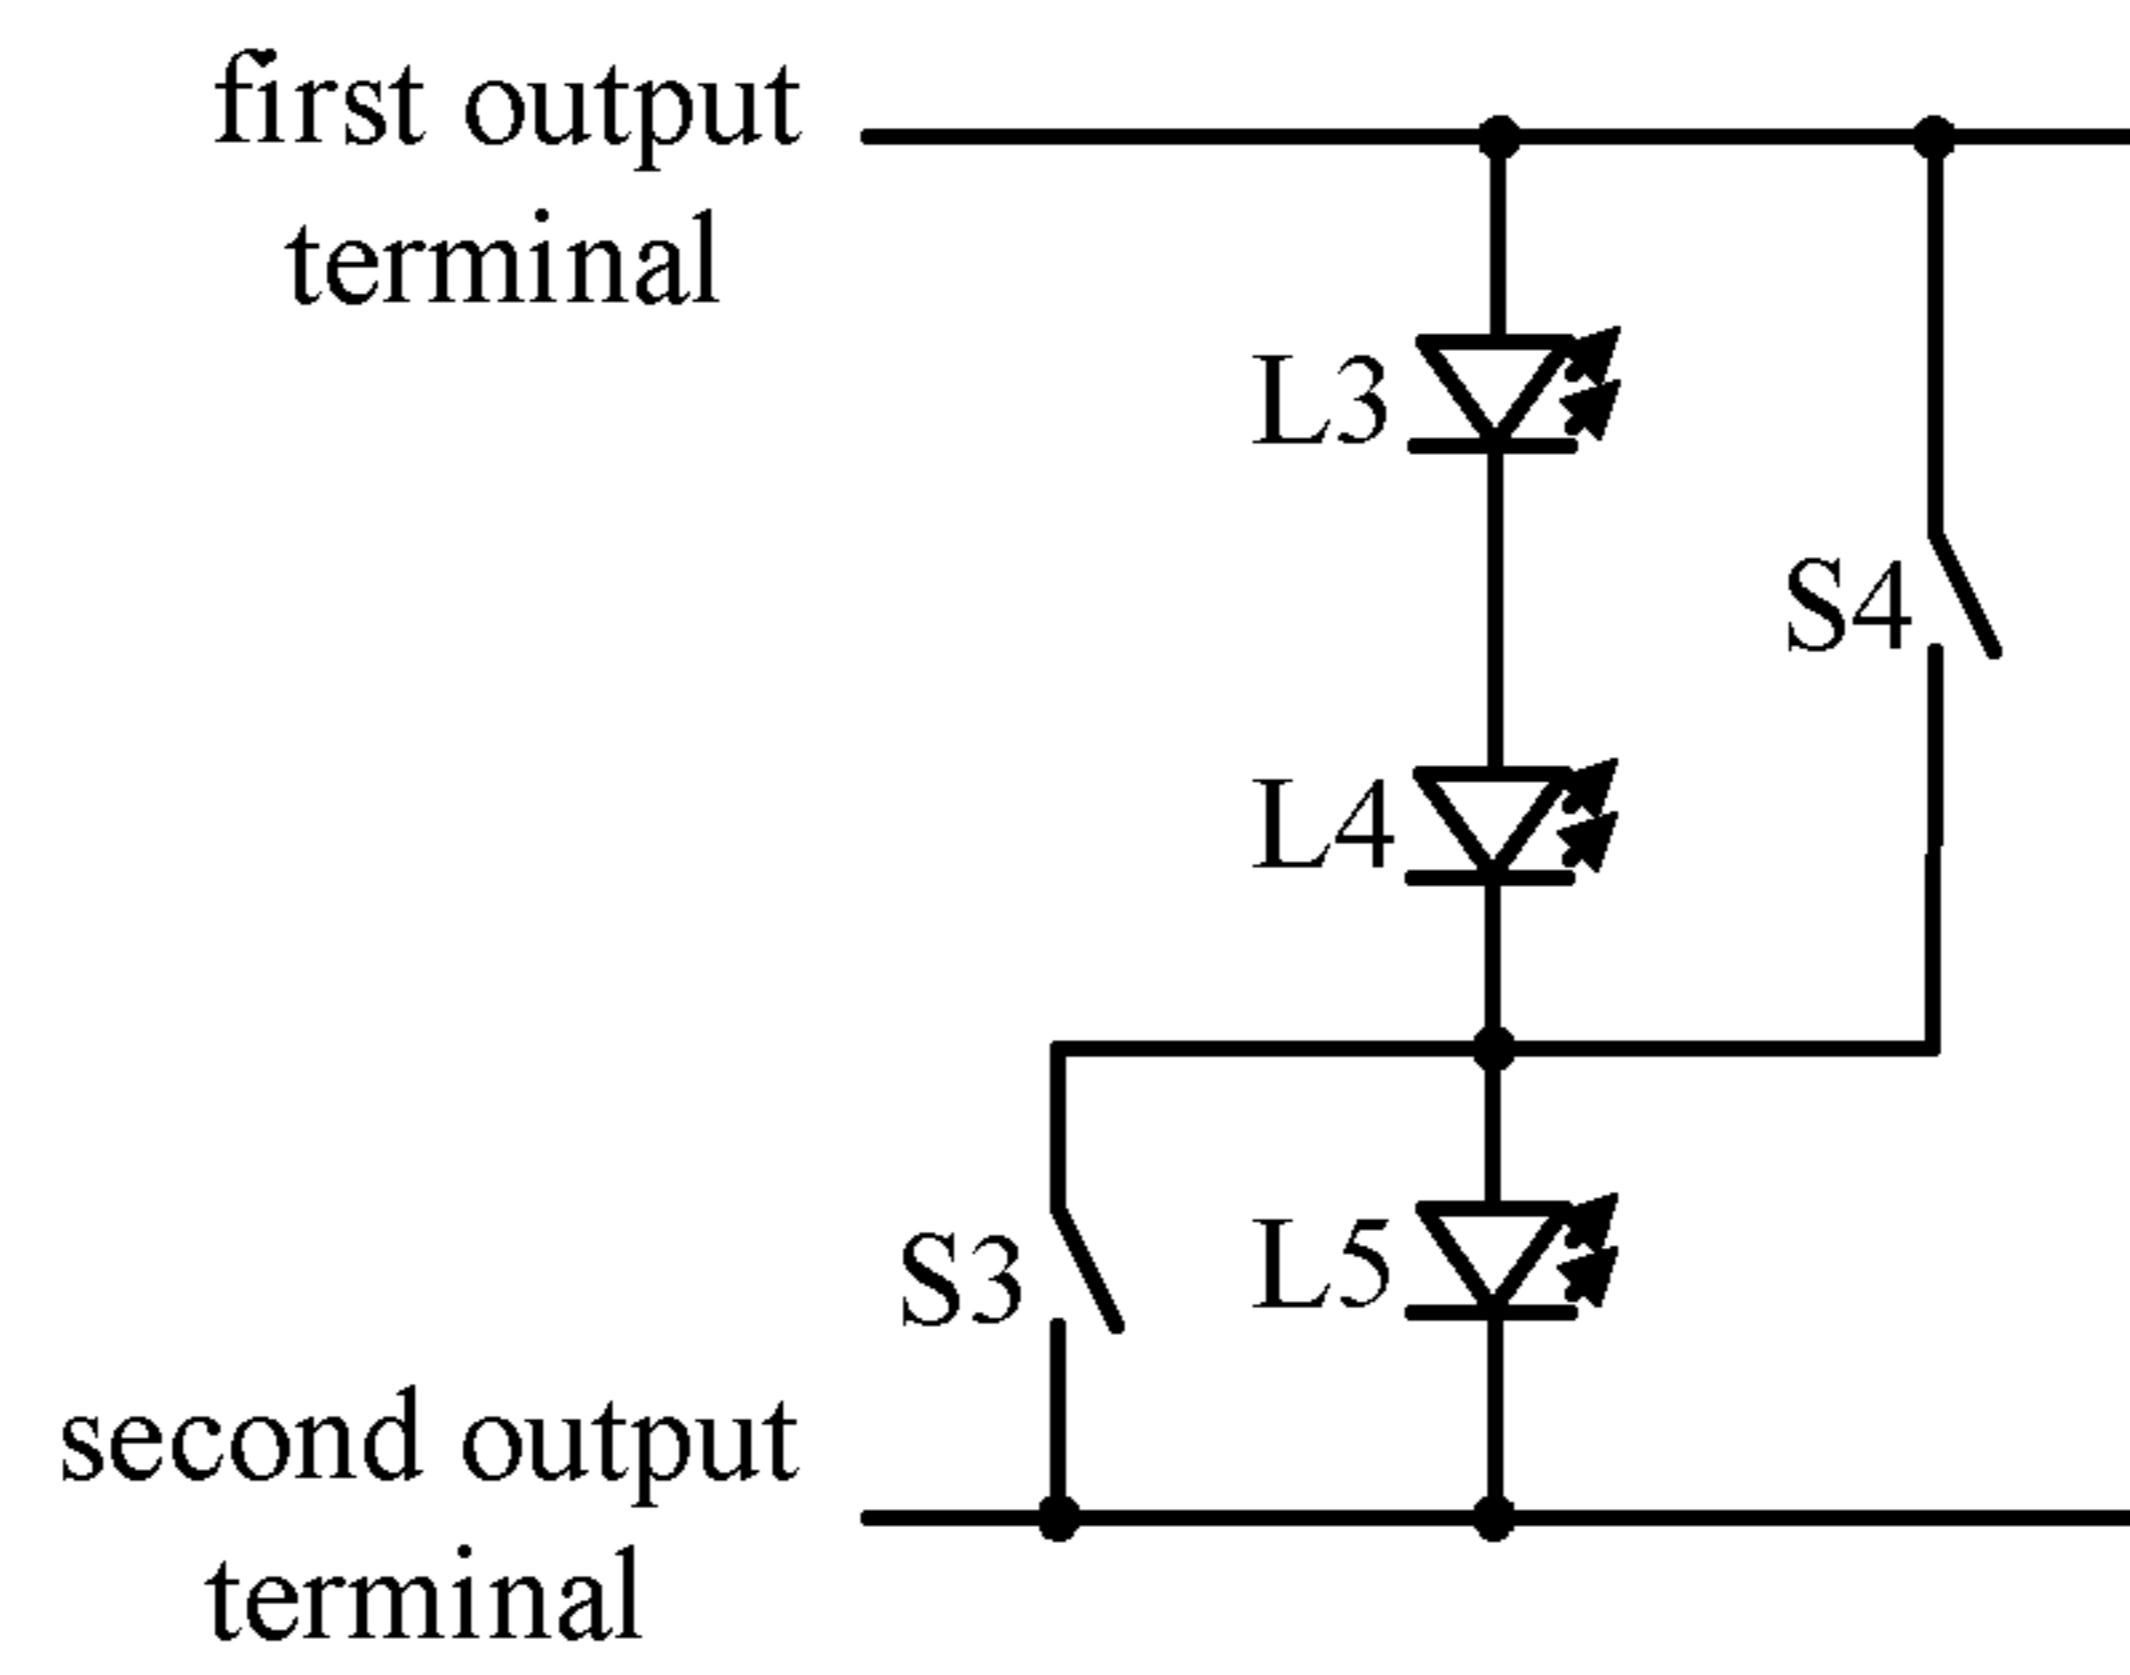 first output
terminal
L3
S4
L4
S3
L5
second output
terminal